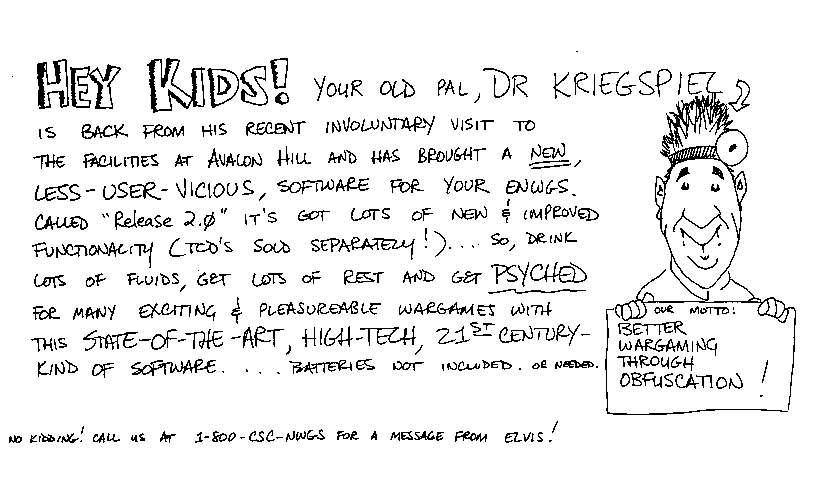 HEY KIDS! YOUR OLD PAL, DR KRIEGSPIEL
IS BACK FROM HIS RECENT INVOLUNTARY VISIT TO
THE FACILITIES AT AVALON HILL AND HAS BROUGHT A NEW,
LESS-USER-VICIOUS, SOFTWARE FOR YOUR ENWGS.
CALLED "Release 2.0" IT'S GOT LOTS OF NEW & IMPROVED
FUNCTIONALITY (TCD'S SOLD SEPARATELY!).... SO, DRINK
LOTS OF FLUIDS, GET LOTS OF REST AND GET PSYCHED
FOR MANY EXCITING & PLEASUREABLE WARGAMES WITH
THIS STATE-OF-THE-ART, HIGH-TECH, 21ST CENTURY-
KIND OF SOFTWARE..... BATTERIES NOT INCLUDED. OR NEEDED.
OUR MOTTO:
BETTER
WARGAMING
THROUGH
OBFUSCATION!
NO KIDDING! CALL US AT 1-800-CSC-NWGS FOR A MESSAGE FROM ELVIS!